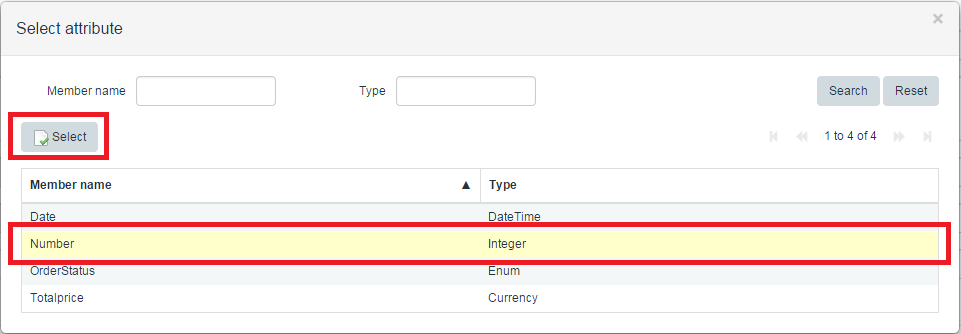 Select attribute ×
Member name Type Search Reset
Select 1 to 4 of 4
Member name ▲ Type
Date DateTime
Number Integer
OrderStatus Enum
Totalprice Currency